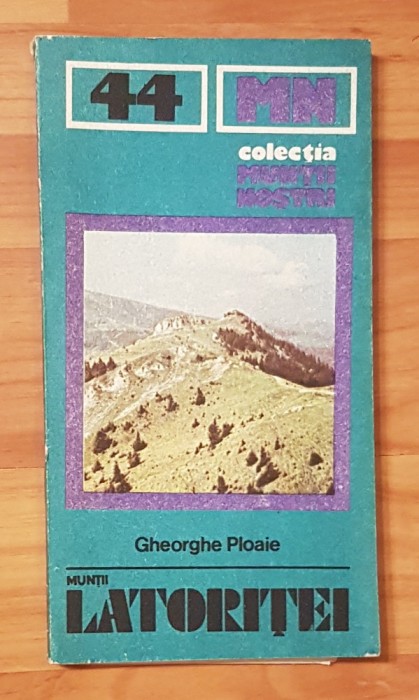 44
MN
colecția
MUNȚII
NOȘTRI
Gheorghe Ploaie
MUNȚII
LATORIȚEI